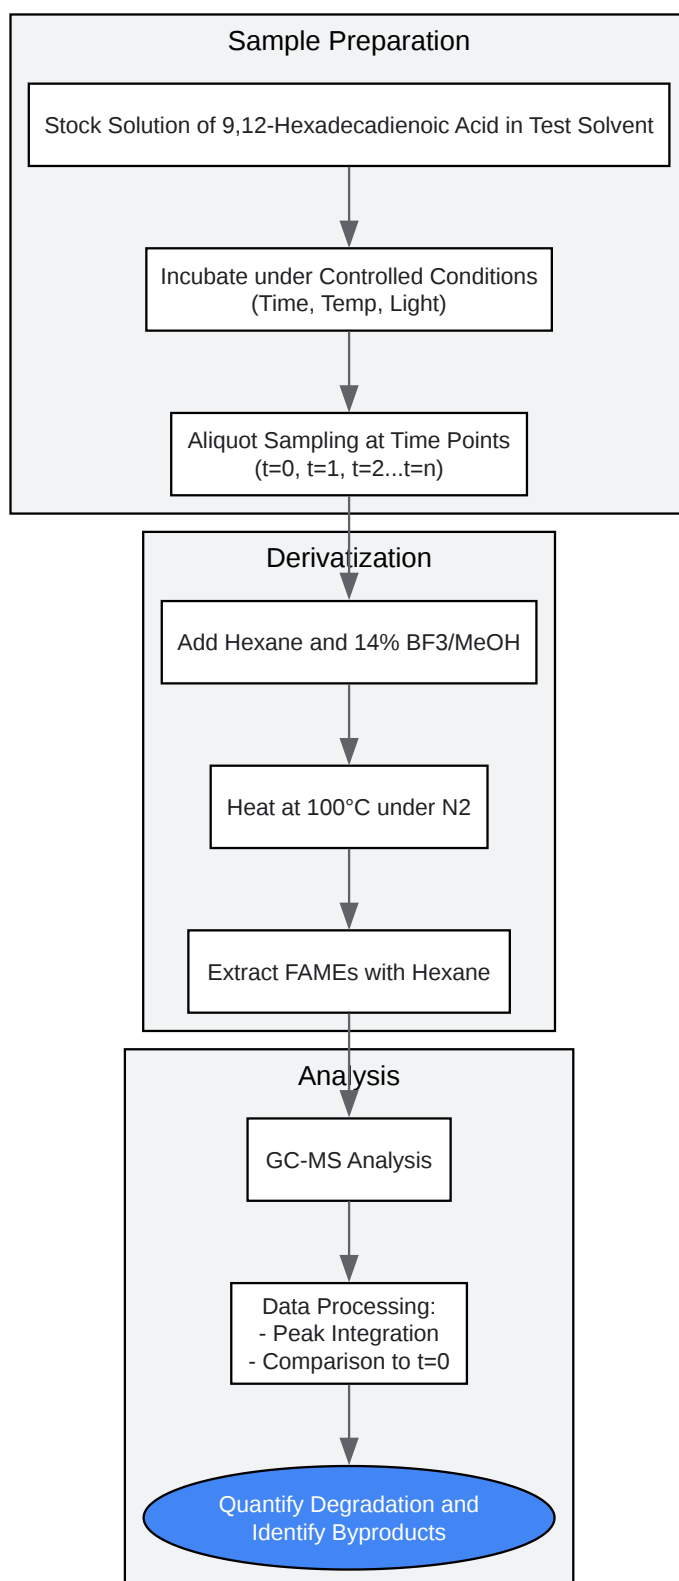 Sample Preparation
Stock Solution of 9,12-Hexadecadienoic Acid in Test Solvent
Incubate under Controlled Conditions
(Time, Temp, Light)
Aliquot Sampling at Time Points
(t=0, t=1, t=2...t=n)
Derivatization
Add Hexane and 14% BF3/MeOH
Heat at 100°C under N2
Extract FAMEs with Hexane
Analysis
GC-MS Analysis
Data Processing:
- Peak Integration
- Comparison to t=0
Quantify Degradation and
Identify Byproducts